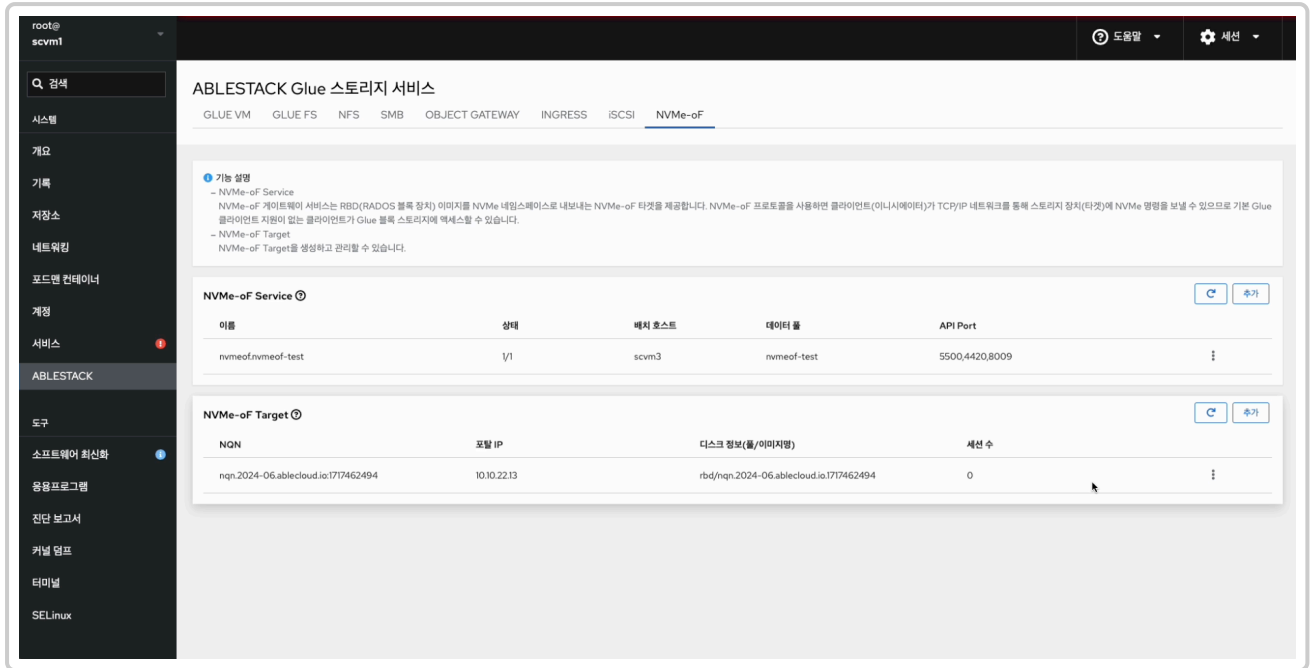 root@
scvm1
도움말
세션
검색
시스템
개요
기록
저장소
네트워킹
포드맨 컨테이너
계정
서비스
ABLESTACK
도구
소프트웨어 최신화
응용프로그램
진단 보고서
커널 덤프
터미널
SELinux
ABLESTACK Glue 스토리지 서비스
GLUE VM GLUE FS NFS SMB OBJECT GATEWAY INGRESS iSCSI NVMe-oF
기능 설명
– NVMe-oF Service
NVMe-oF 게이트웨이 서비스는 RBD(RADOS 블록 장치) 이미지를 NVMe 네임스페이스로 내보내는 NVMe-oF 타겟을 제공합니다. NVMe-oF 프로토콜을 사용하면 클라이언트(이니시에이터)가 TCP/IP 네트워크를 통해 스토리지 장치(타겟)에 NVMe 명령을 보낼 수 있으므로 기본 Glue
클라이언트 지원이 없는 클라이언트가 Glue 블록 스토리지에 액세스할 수 있습니다.
– NVMe-oF Target
NVMe-oF Target을 생성하고 관리할 수 있습니다.
NVMe-oF Service
추가
이름 상태 배치 호스트 데이터 풀 API Port
nvmeof.nvmeof-test 1/1 scvm3 nvmeof-test 5500,4420,8009
NVMe-oF Target
추가
NQN 포탈 IP 디스크 정보(풀/이미지명) 세션 수
nqn.2024-06.ablecloud.io:1717462494 10.10.22.13 rbd/nqn.2024-06.ablecloud.io.1717462494 0